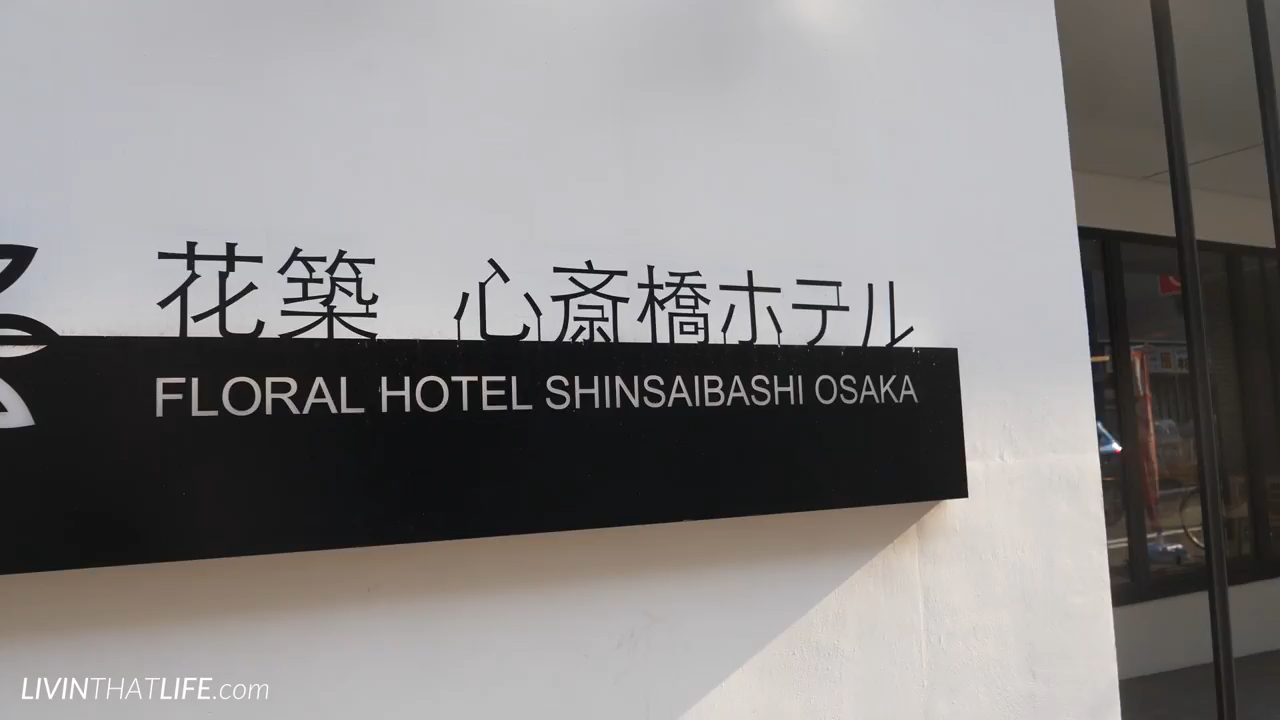 花築 心斎橋ホテル
FLORAL HOTEL SHINSAIBASHI OSAKA
LIVINTHATLIFE.com